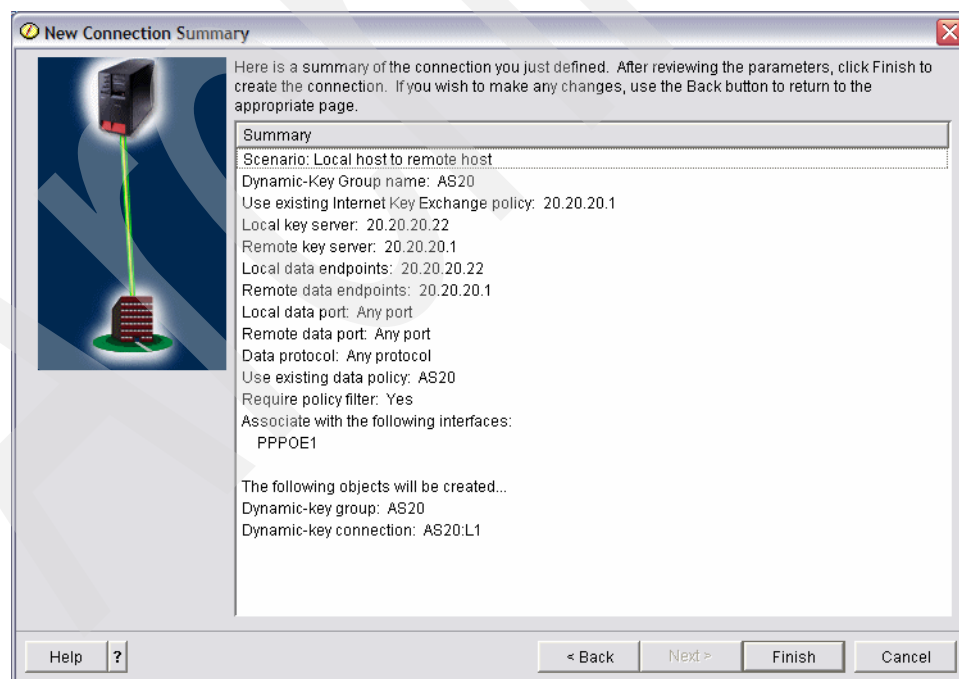 New Connection Summary
Here is a summary of the connection you just defined. After reviewing the parameters, click Finish to
create the connection. If you wish to make any changes, use the Back button to return to the
appropriate page.
Summary
Scenario: Local host to remote host
Dynamic-Key Group name: AS20
Use existing Internet Key Exchange policy: 20.20.20.1
Local key server: 20.20.20.22
Remote key server: 20.20.20.1
Local data endpoints: 20.20.20.22
Remote data endpoints: 20.20.20.1
Local data port: Any port
Remote data port: Any port
Data protocol: Any protocol
Use existing data policy: AS20
Require policy filter: Yes
Associate with the following interfaces:
PPPOE1
The following objects will be created...
Dynamic-key group: AS20
Dynamic-key connection: AS20:L1
Help ? < Back Next > Finish Cancel